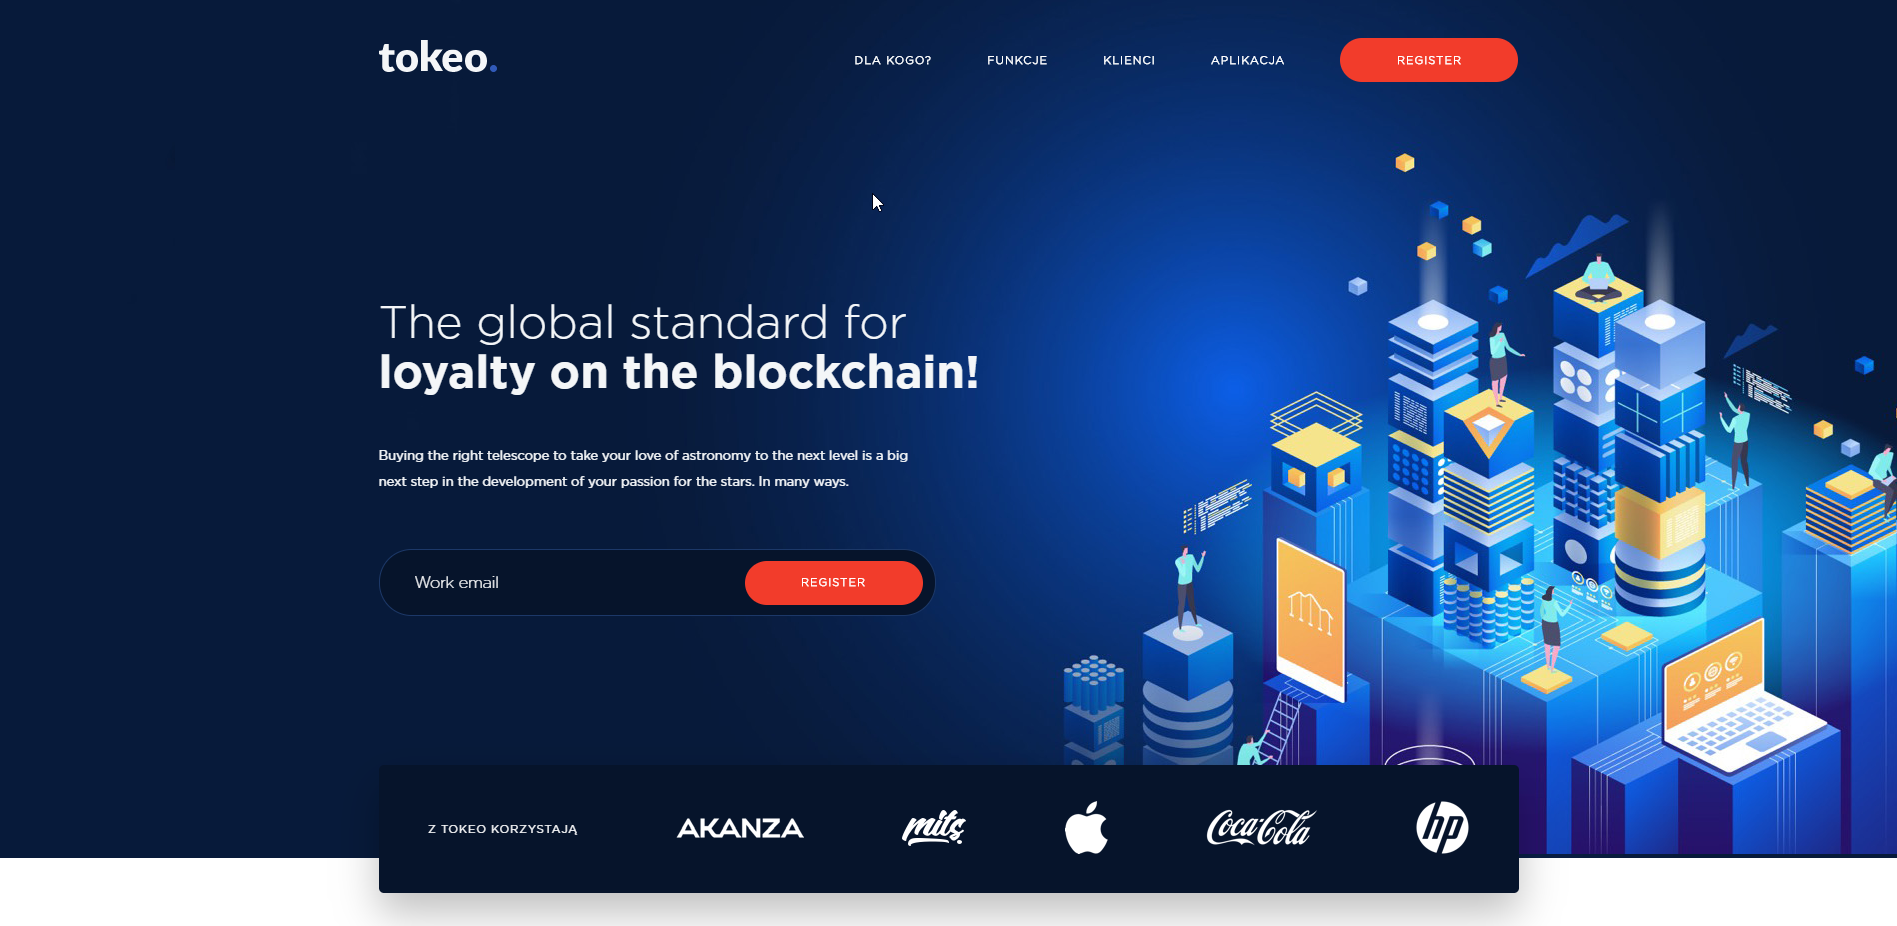 tokeo.
DLA KOGO?
FUNKCJE
KLIENCI
APLIKACJA
REGISTER
The global standard for
loyalty on the blockchain!
Buying the right telescope to take your love of astronomy to the next level is a big
next step in the development of your passion for the stars. In many ways.
Work email
REGISTER
Z TOKEO KORZYSTAJĄ
AKANZA
mits
Coca-Cola
hp